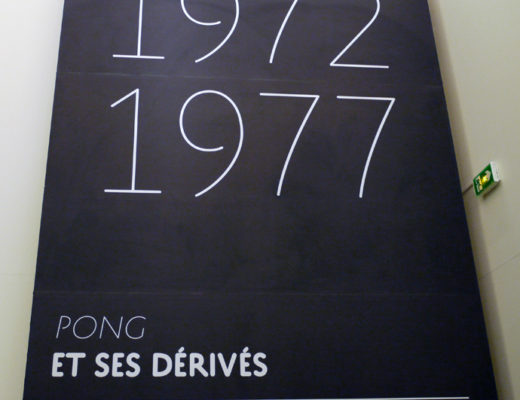 1972
1977
PONG
ET SES DÉRIVÉS